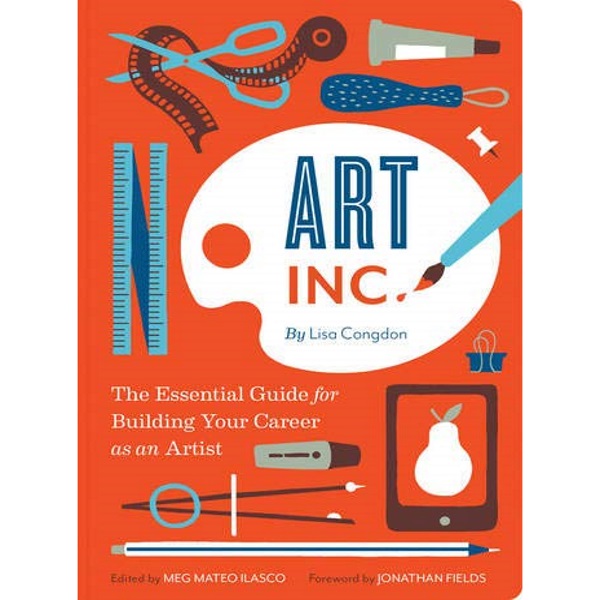 ART
INC.
By Lisa Congdon
The Essential Guide for
Building Your Career
as an Artist
Edited by MEG MATEO ILASCO Foreword by JONATHAN FIELDS